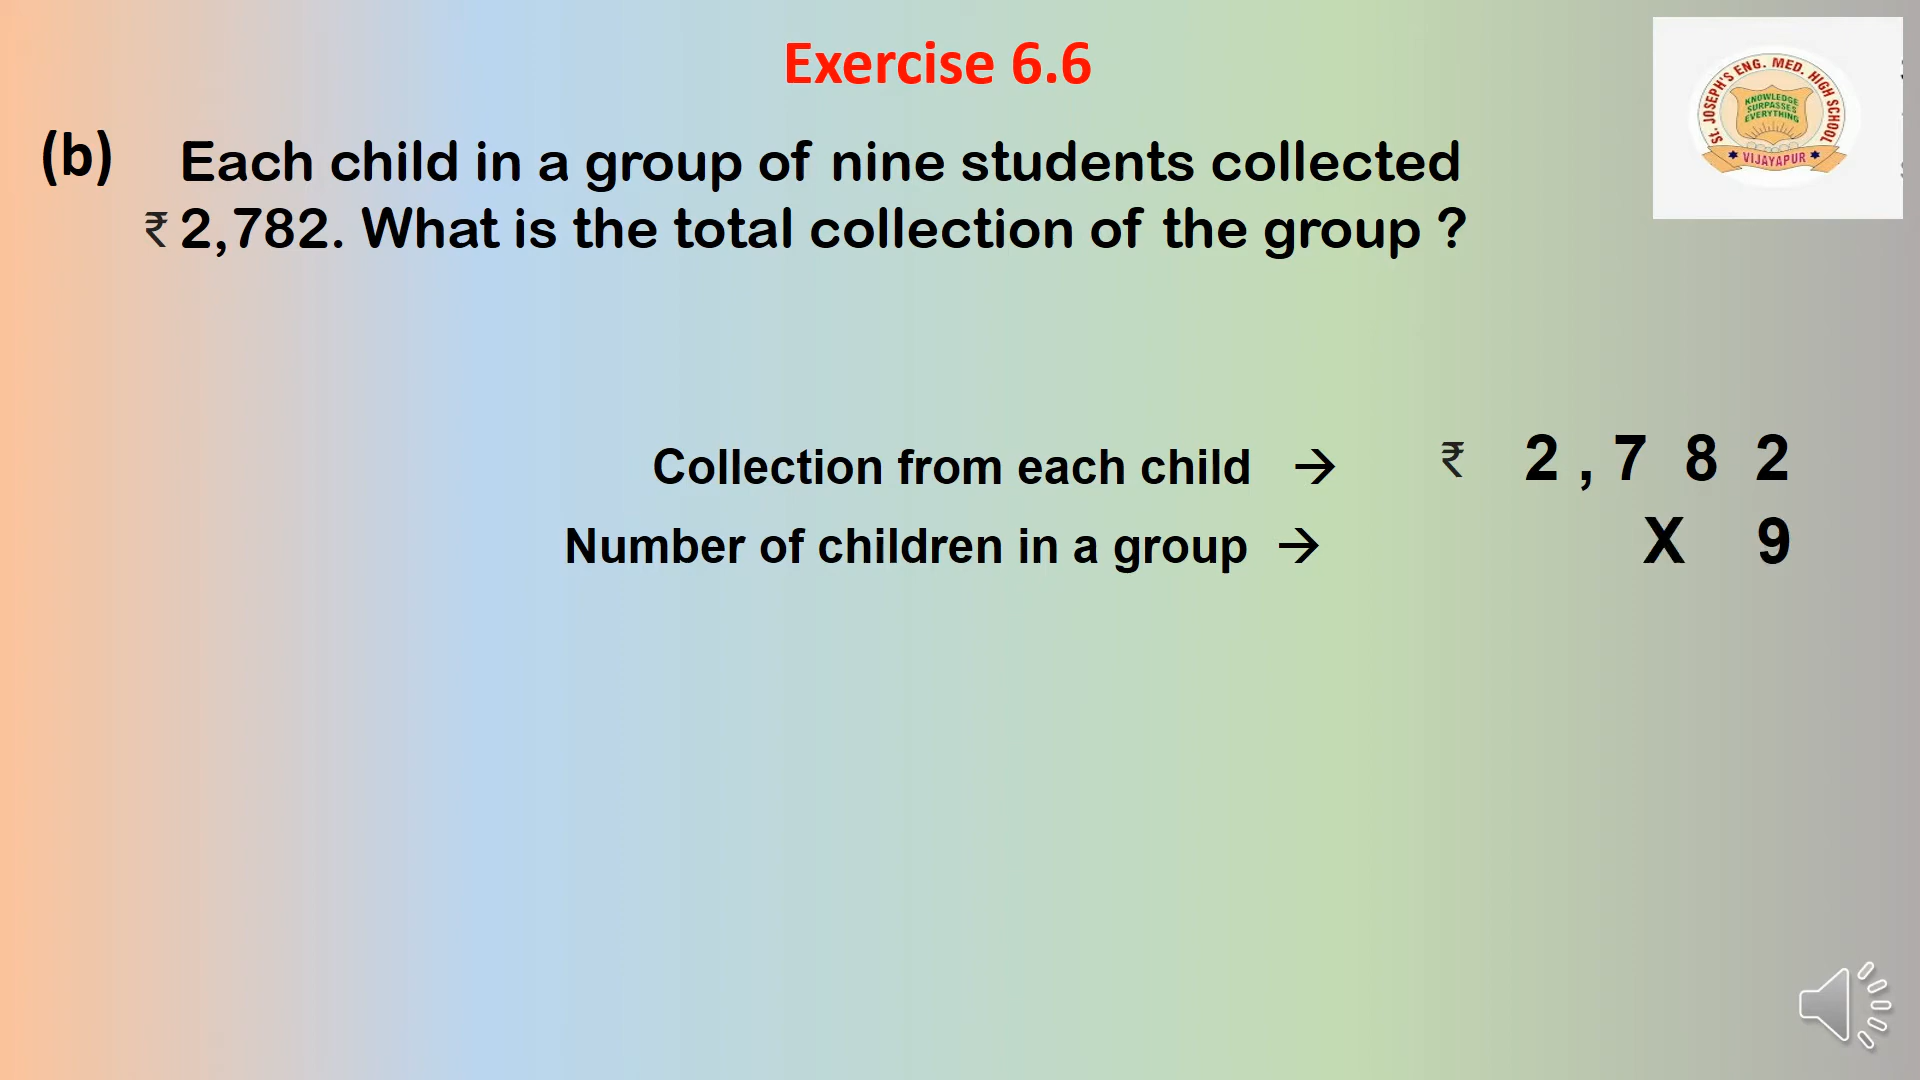 Exercise 6.6
St. JOSEPH'S ENG. MED. HIGH SCHOOL
KNOWLEDGE
SURPASSES
EVERYTHING
VIJAYAPUR
(b) Each child in a group of nine students collected
₹ 2,782. What is the total collection of the group ?
Collection from each child → ₹ 2 , 7 8 2
Number of children in a group → X 9